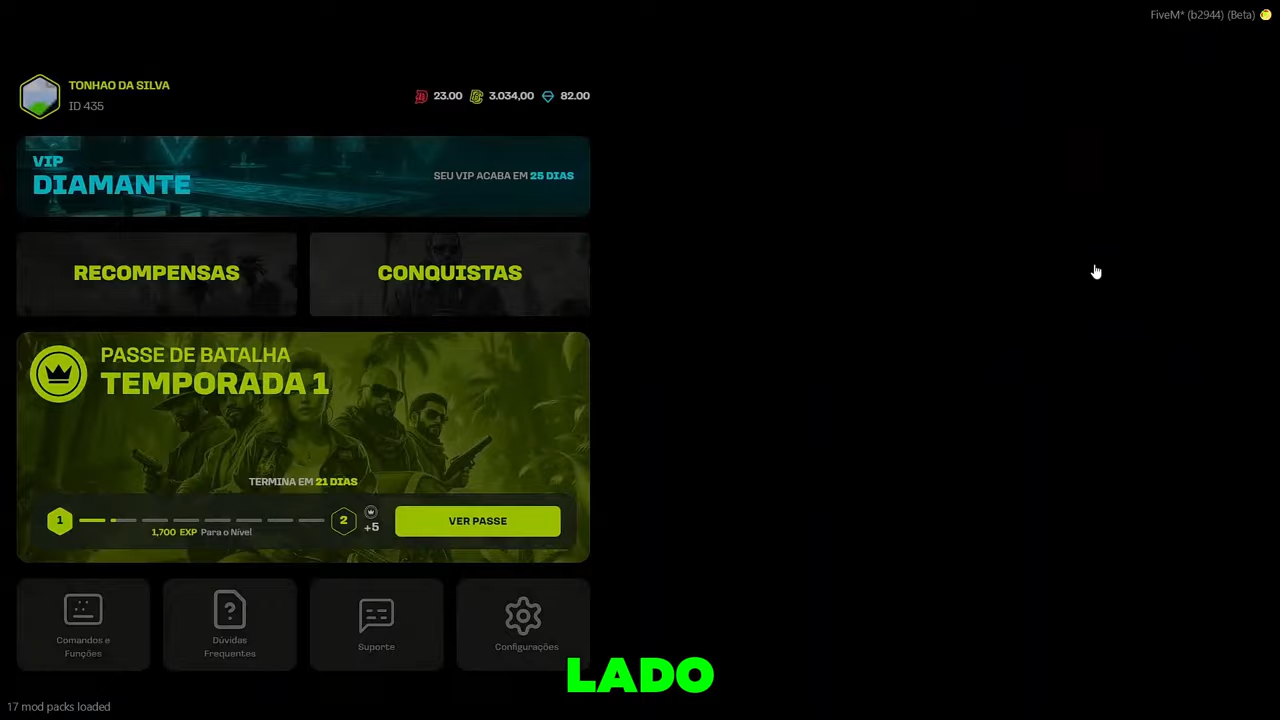 FiveM* (b2944) (Beta)
TONHAO DA SILVA
ID 435
23.00 3.034,00 82.00
VIP
DIAMANTE
SEU VIP ACABA EM 25 DIAS
RECOMPENSAS
CONQUISTAS
PASSE DE BATALHA
TEMPORADA 1
TERMINA EM 21 DIAS
1
2
+5
VER PASSE
1,700 EXP Para o Nível
Comandos e
Funções
Dúvidas
Frequentes
Suporte
Configurações
LADO
17 mod packs loaded